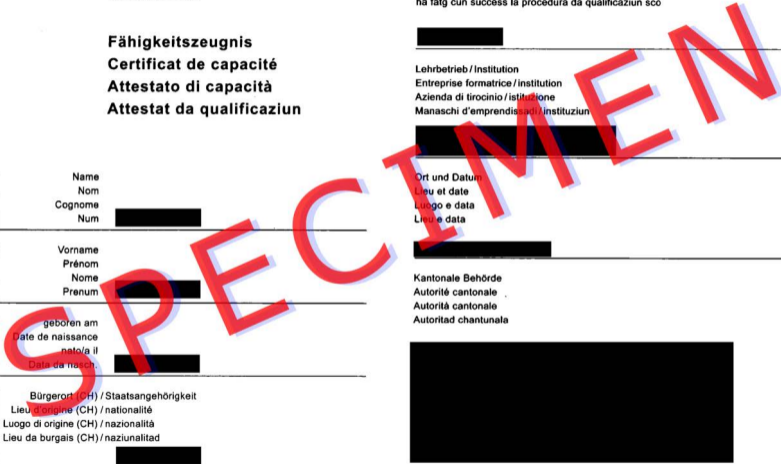 Fähigkeitszeugnis
Certificat de capacité
Attestato di capacità
Attestat da qualificaziun
Name
Nom
Cognome
Num
Vorname
Prénom
Nome
Prenum
geboren am
Date de naissance
nato/a il
Data da nasch.
Bürgerort (CH) / Staatsangehörigkeit
Lieu d'origine (CH) / nationalité
Luogo di origine (CH) / nazionalità
Lieu da burgais (CH) / naziunalitad
ha fatg cun success la procedura da qualificaziun sco
Lehrbetrieb / Institution
Entreprise formatrice / institution
Azienda di tirocinio / istituzione
Manaschi d'emprendissadi / instituziun
Ort und Datum
Lieu et date
Luogo e data
Lieu e data
Kantonale Behörde
Autorité cantonale
Autorità cantonale
Autoritad chantunala
SPECIMEN